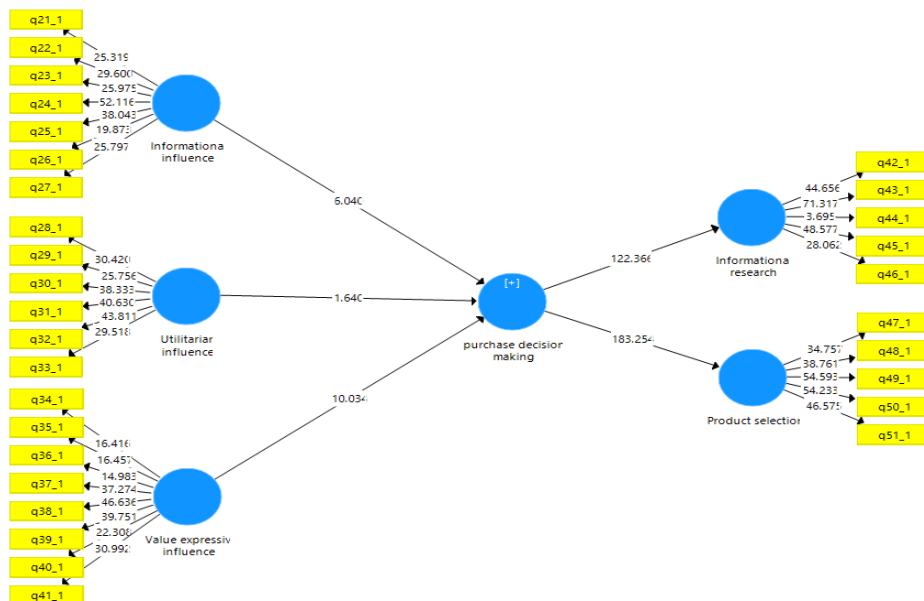 q21_1
q22_1
q23_1
q24_1
q25_1
q26_1
q27_1
25.319
29.600
25.975
52.116
38.043
19.873
25.797
Informationa
influence
q28_1
q29_1
q30_1
q31_1
q32_1
q33_1
30.420
25.756
38.333
40.630
43.811
29.518
Utilitarian
influence
q34_1
q35_1
q36_1
q37_1
q38_1
q39_1
q40_1
q41_1
16.416
16.457
14.983
37.274
46.636
39.751
22.308
30.992
Value expressiv
influence
6.040
1.640
10.034
[+]
purchase decision
making
122.366
183.254
Informationa
research
44.656
71.317
3.695
48.577
28.062
q42_1
q43_1
q44_1
q45_1
q46_1
Product selection
34.757
38.761
54.593
54.233
46.575
q47_1
q48_1
q49_1
q50_1
q51_1